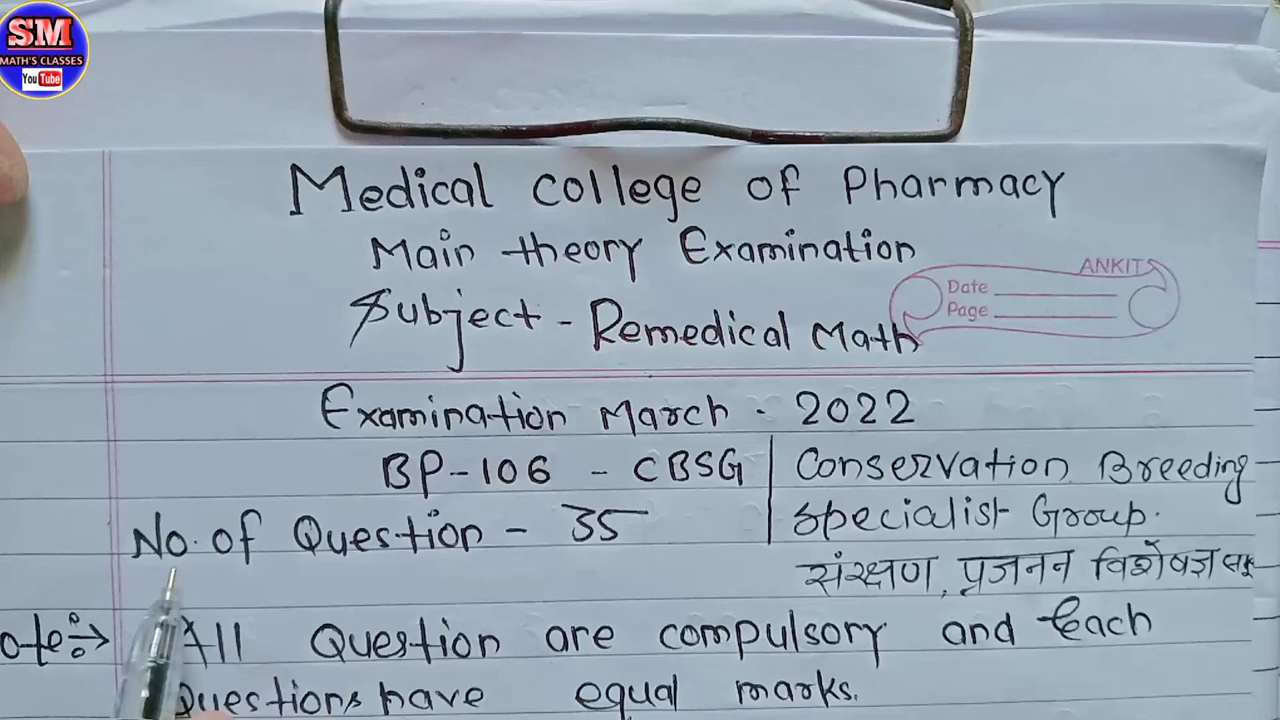 SM
MATH'S CLASSES
YouTube
Medical college of Pharmacy
Main theory Examination
ANKIT
Date
Page
Subject - Remedical Math
Examination March - 2022
BP-106 - CBSG | Conservation Breeding
No. of Question - 35
Specialist Group.
संरक्षण, प्रजनन विशेषज्ञ
All Question are compulsory and Each
Questions have equal marks.